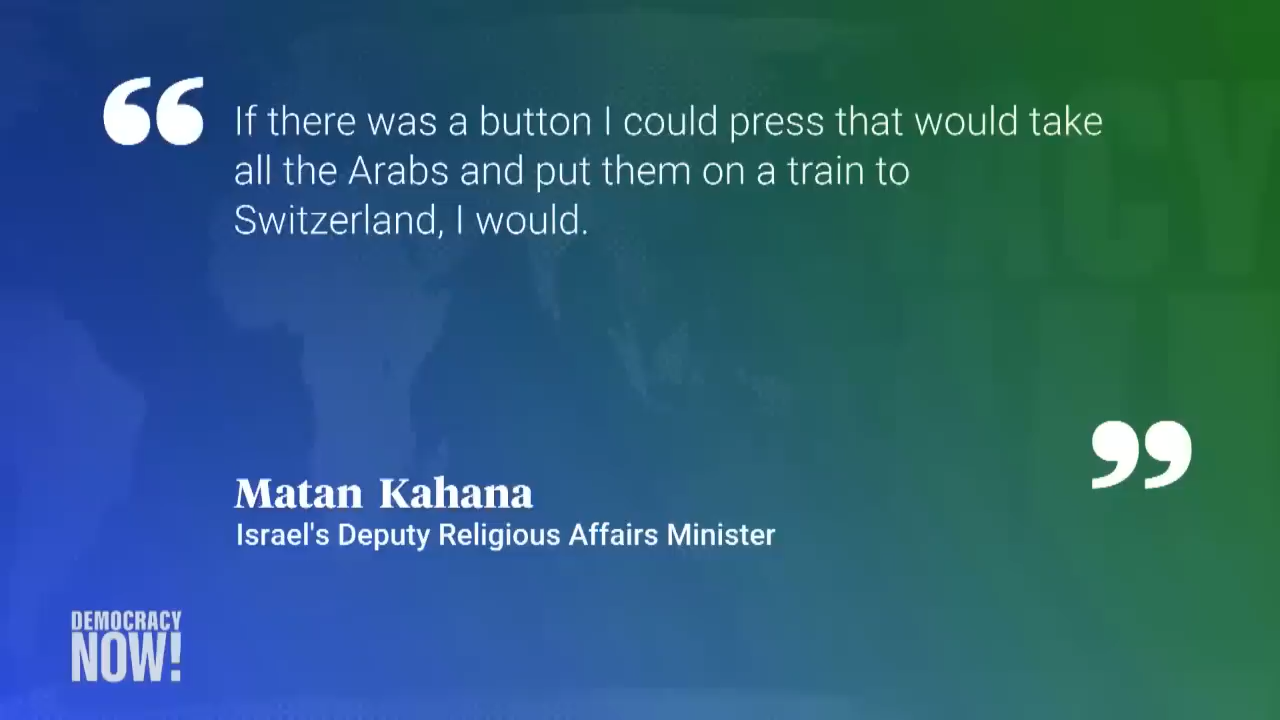 “If there was a button I could press that would take
all the Arabs and put them on a train to
Switzerland, I would.
”
Matan Kahana
Israel's Deputy Religious Affairs Minister
DEMOCRACY
NOW!